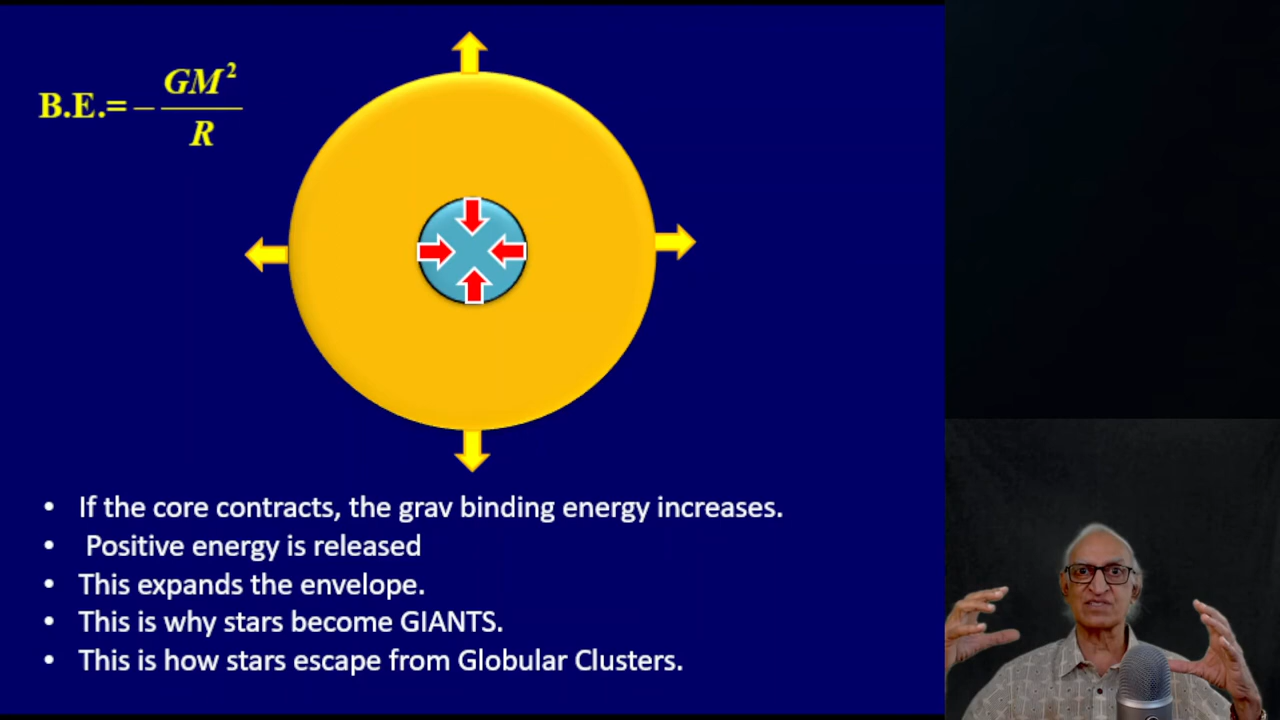 B.E.= − GM² / R
• If the core contracts, the grav binding energy increases.
• Positive energy is released
• This expands the envelope.
• This is why stars become GIANTS.
• This is how stars escape from Globular Clusters.